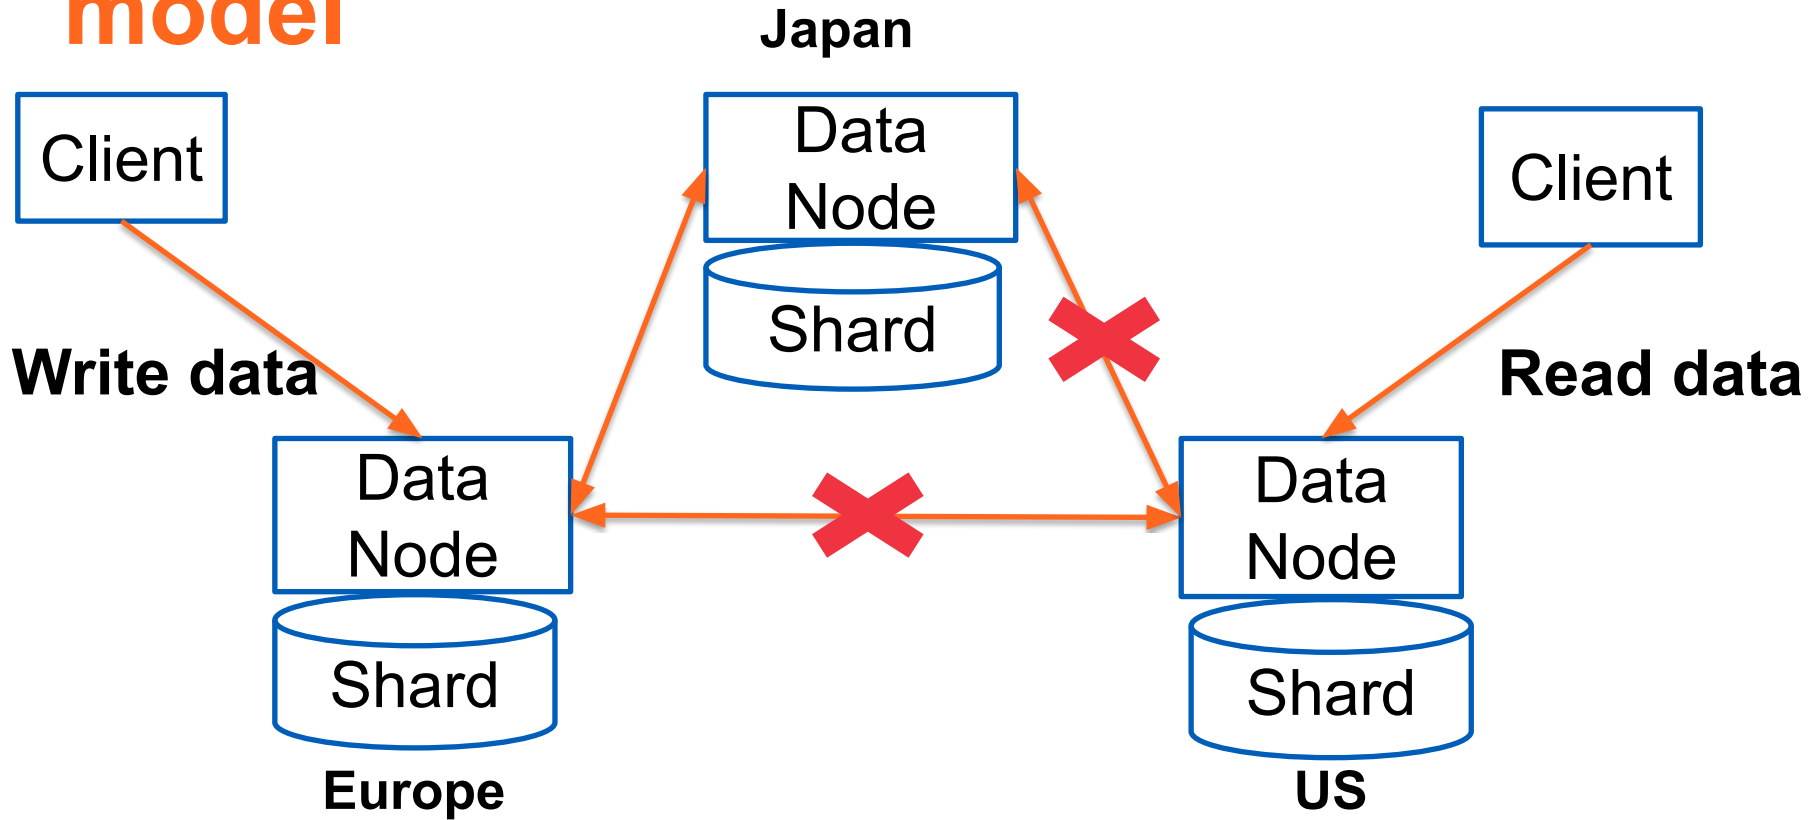 model
Japan
Client
Data
Node
Client
Shard
Write data
Read data
Data
Node
Data
Node
Shard
Shard
Europe
US